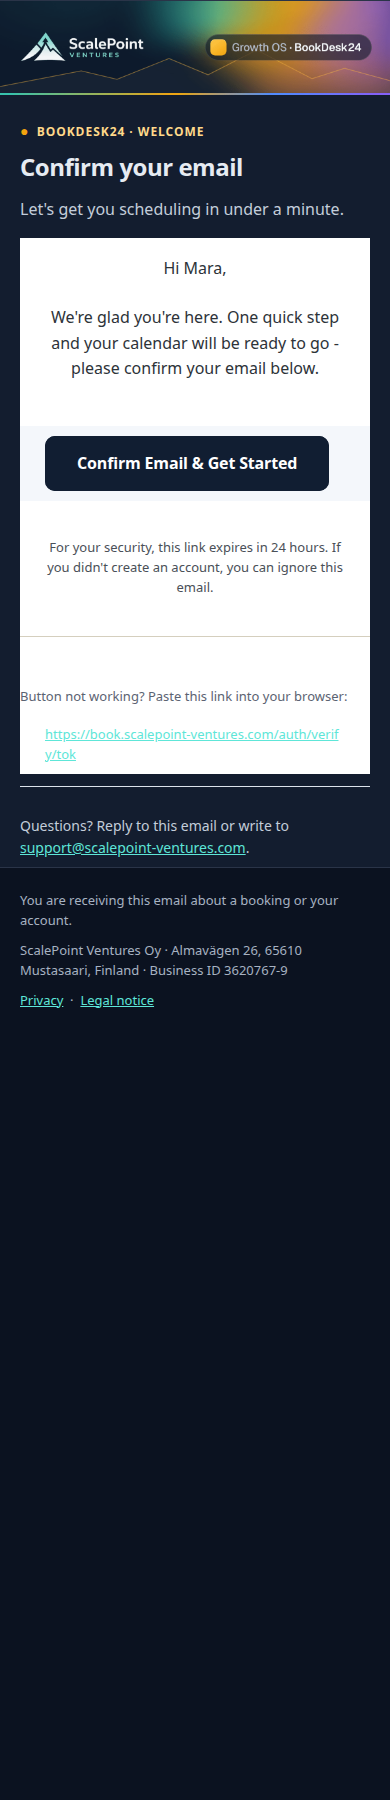 ScalePoint
VENTURES
Growth OS · BookDesk24
BOOKDESK24 · WELCOME
Confirm your email
Let's get you scheduling in under a minute.
Hi Mara,
We're glad you're here. One quick step
and your calendar will be ready to go -
please confirm your email below.
Confirm Email & Get Started
For your security, this link expires in 24 hours. If
you didn't create an account, you can ignore this
email.
Button not working? Paste this link into your browser:
https://book.scalepoint-ventures.com/auth/verif
y/tok
Questions? Reply to this email or write to
support@scalepoint-ventures.com.
You are receiving this email about a booking or your
account.
ScalePoint Ventures Oy · Almavägen 26, 65610
Mustasaari, Finland · Business ID 3620767-9
Privacy · Legal notice